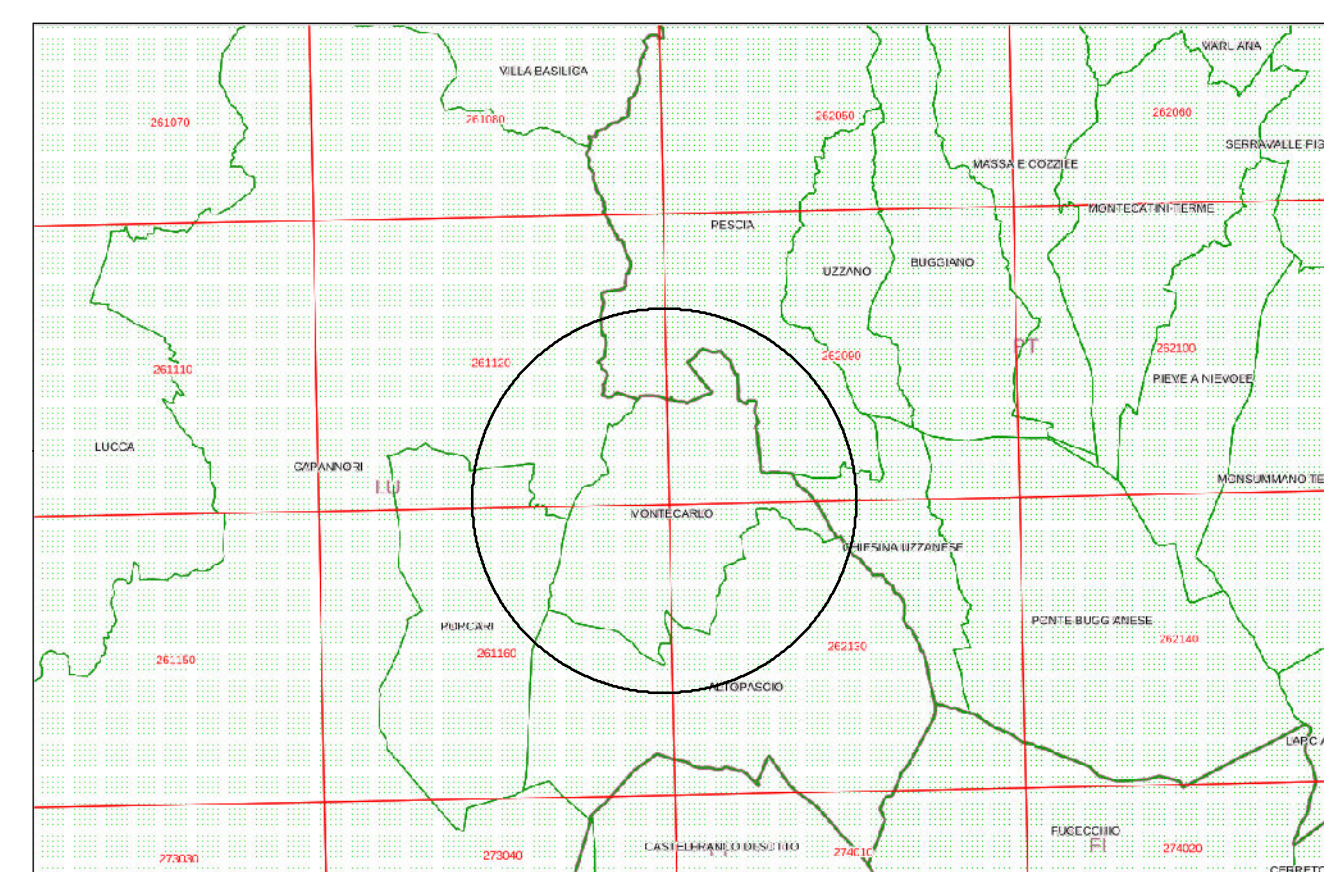 MARLIANA
VILLA BASILICA
261070
261080
262050
262060
SERRAVALLE PIS
MASSA E COZZILE
MONTECATINI-TERME
PESCIA
UZZANO
BUGGIANO
PT
261110
261120
262090
262100
PIEVE A NIEVOLE
LUCCA
CAPANNORI
LU
MONSUMMANO TE
MONTECARLO
CHIESINA UZZANESE
PORCARI
PONTE BUGGIANESE
261150
261160
262130
262140
ALTOPASCIO
LARCIA
FUCECCHIO
CASTELFRANCO DI SOTTO
FI
273030
273040
274010
274020
CERRETO